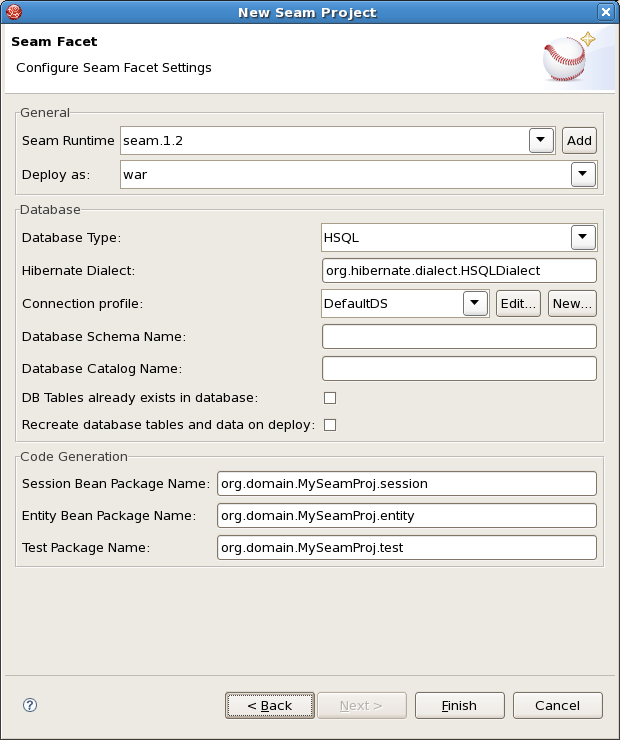 New Seam Project
Seam Facet
Configure Seam Facet Settings
General
Seam Runtime seam.1.2 Add
Deploy as: war
Database
Database Type: HSQL
Hibernate Dialect: org.hibernate.dialect.HSQLDialect
Connection profile: DefaultDS Edit... New...
Database Schema Name:
Database Catalog Name:
DB Tables already exists in database:
Recreate database tables and data on deploy:
Code Generation
Session Bean Package Name: org.domain.MySeamProj.session
Entity Bean Package Name: org.domain.MySeamProj.entity
Test Package Name: org.domain.MySeamProj.test
? < Back Next > Finish Cancel